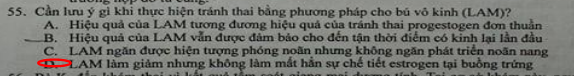 55. Cần lưu ý gì khi thực hiện tránh thai bằng phương pháp cho bú vô kinh (LAM)?
A. Hiệu quả của LAM tương đương hiệu quả của tránh thai progestogen đơn thuần
B. Hiệu quả của LAM vẫn được đảm bảo cho đến tận thời điểm có kinh lại lần đầu
C. LAM ngăn được hiện tượng phóng noãn nhưng không ngăn phát triển noãn nang
D. LAM làm giảm nhưng không làm mất hẳn sự chế tiết estrogen tại buồng trứng